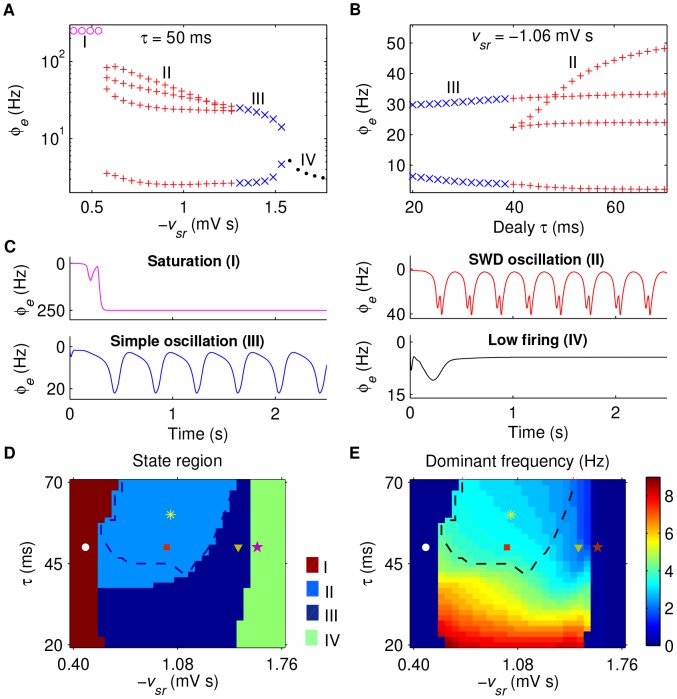 A
I
τ = 50 ms
II
III
IV
10²
10¹
ϕe (Hz)
0.5
1
1.5
-vsr (mV s)
B
vsr = −1.06 mV s
III
II
60
50
40
30
20
10
0
ϕe (Hz)
20
30
40
50
60
70
Dealy τ (ms)
C
Saturation (I)
0
250
ϕe (Hz)
SWD oscillation (II)
0
40
ϕe (Hz)
Simple oscillation (III)
0
22
ϕe (Hz)
0
1
2
Time (s)
Low firing (IV)
0
15
ϕe (Hz)
0
1
2
Time (s)
D
State region
70
45
20
τ (ms)
0.40
1.08
1.76
-vsr (mV s)
I
II
III
IV
E
Dominant frequency (Hz)
70
45
20
τ (ms)
0.40
1.08
1.76
-vsr (mV s)
8
6
4
2
0